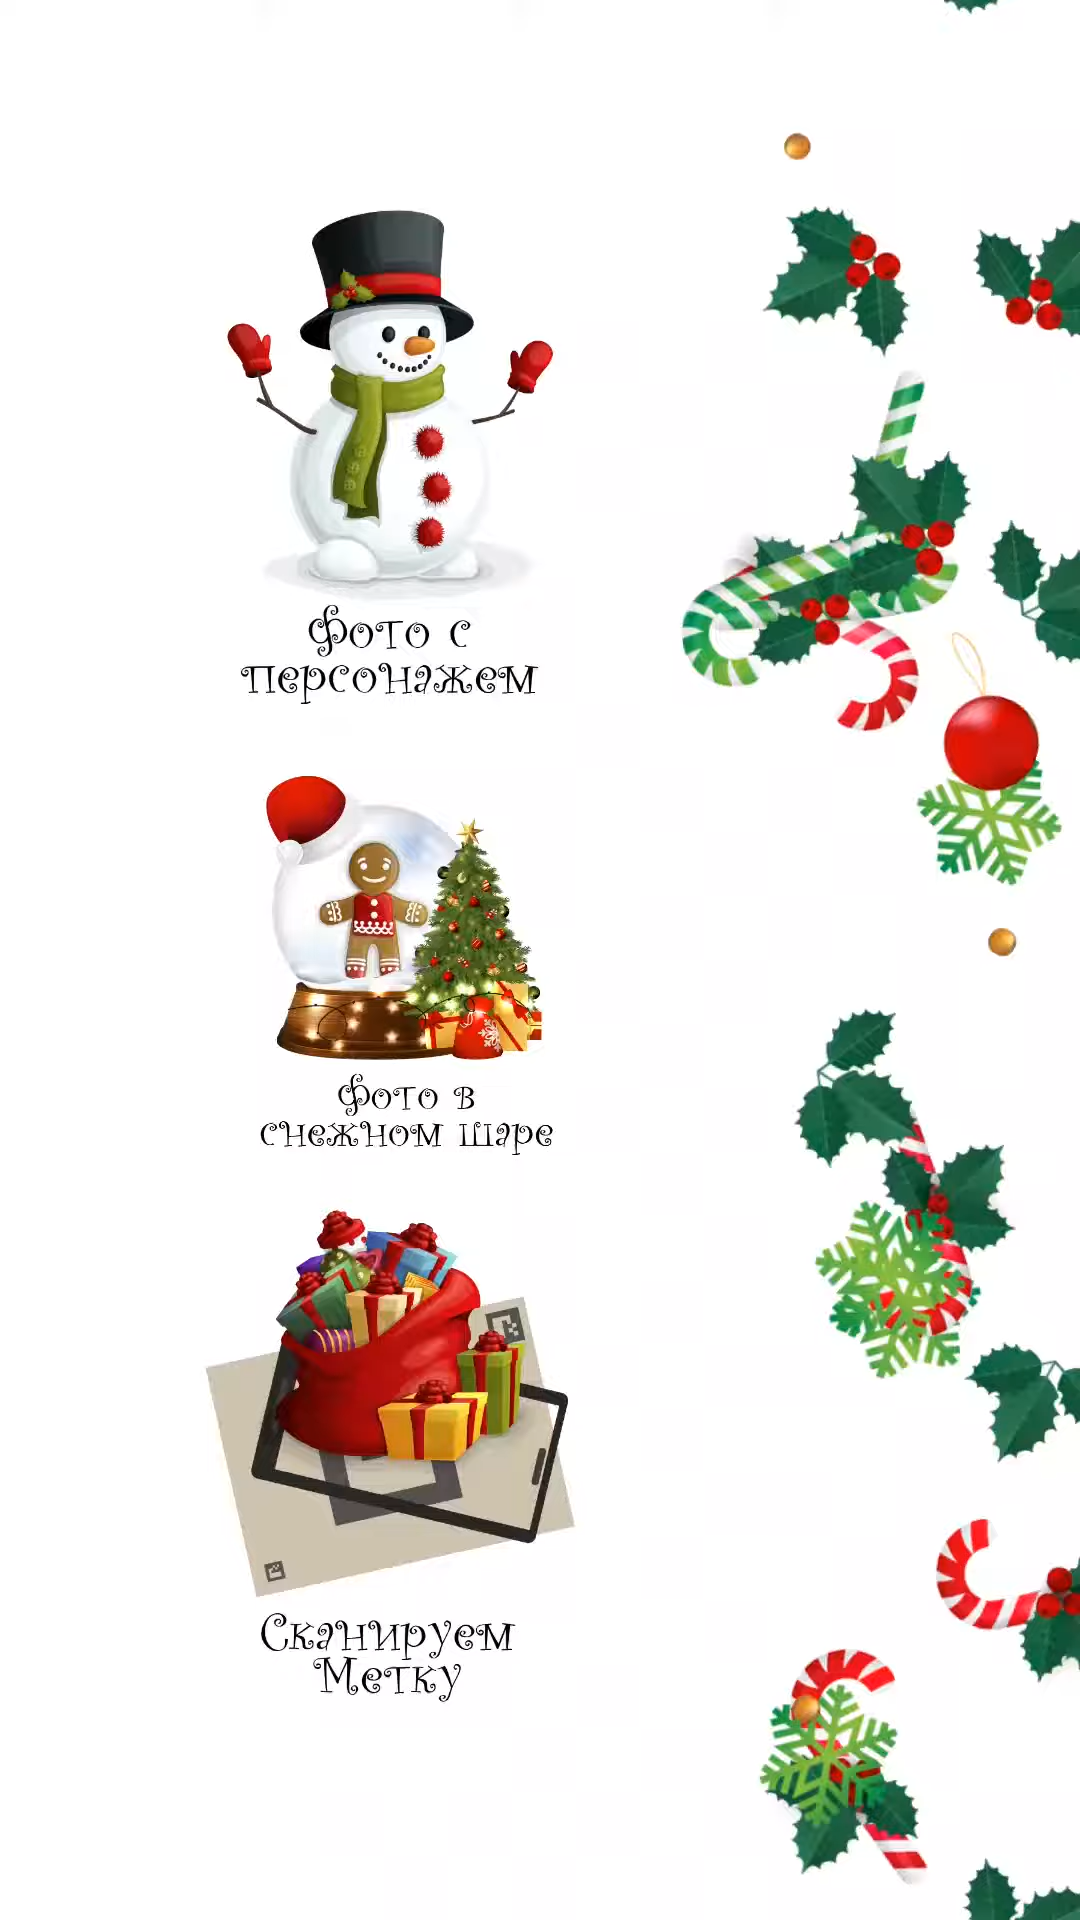 Фото с
персонажем
Фото в
снежном шаре
Сканируем
Метку